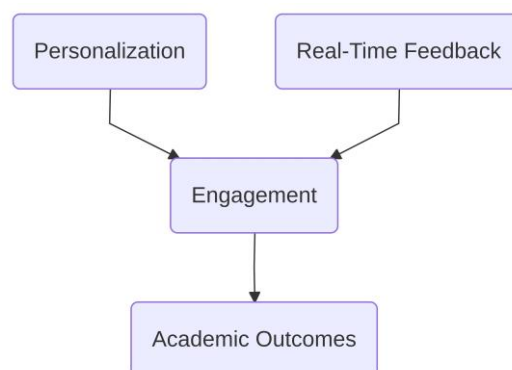 Personalization
Real-Time Feedback
Engagement
Academic Outcomes